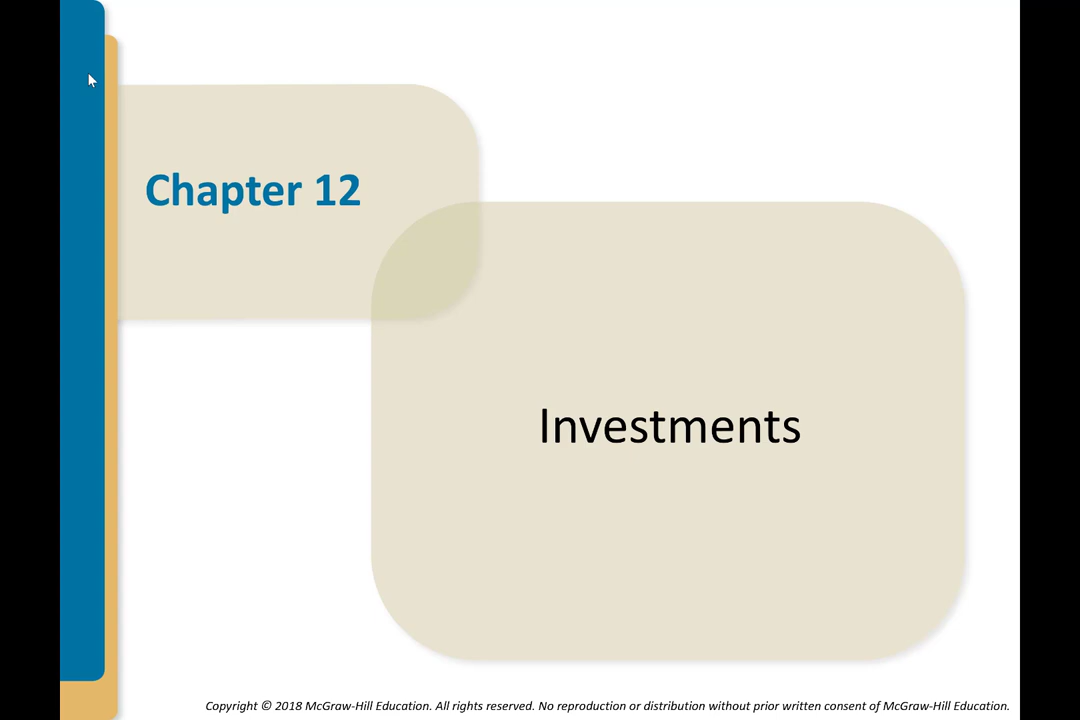 Chapter 12
Investments
Copyright © 2018 McGraw-Hill Education. All rights reserved. No reproduction or distribution without prior written consent of McGraw-Hill Education.